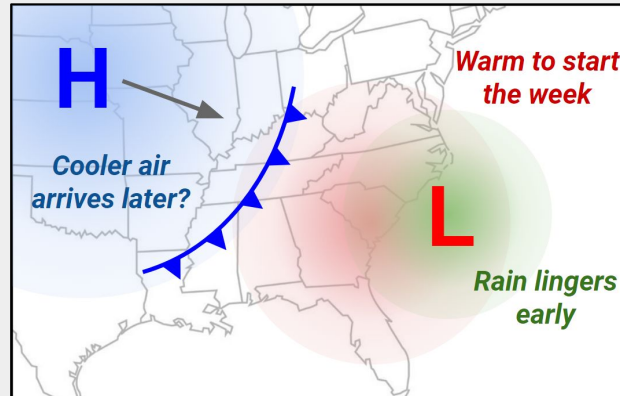 H
Warm to start
the week
Cooler air
arrives later?
L
Rain lingers
early